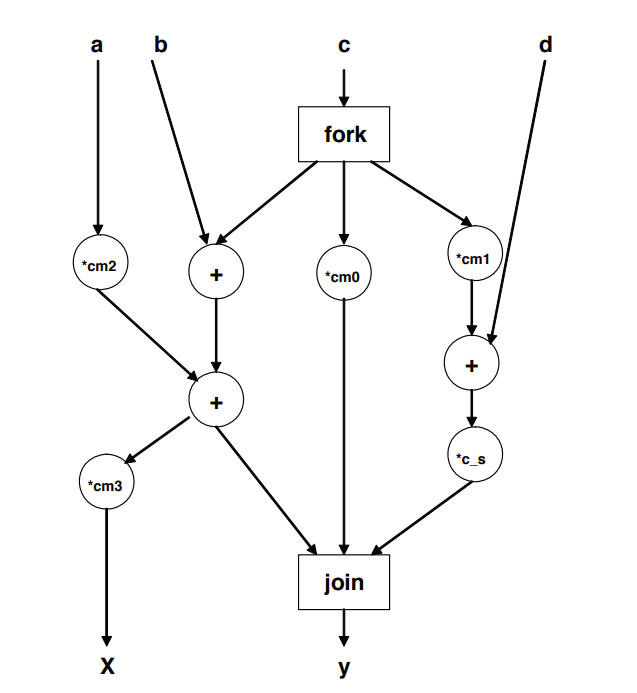 a b c d
fork
*cm2 + *cm0 *cm1
+
+
*c_s
*cm3
join
X y